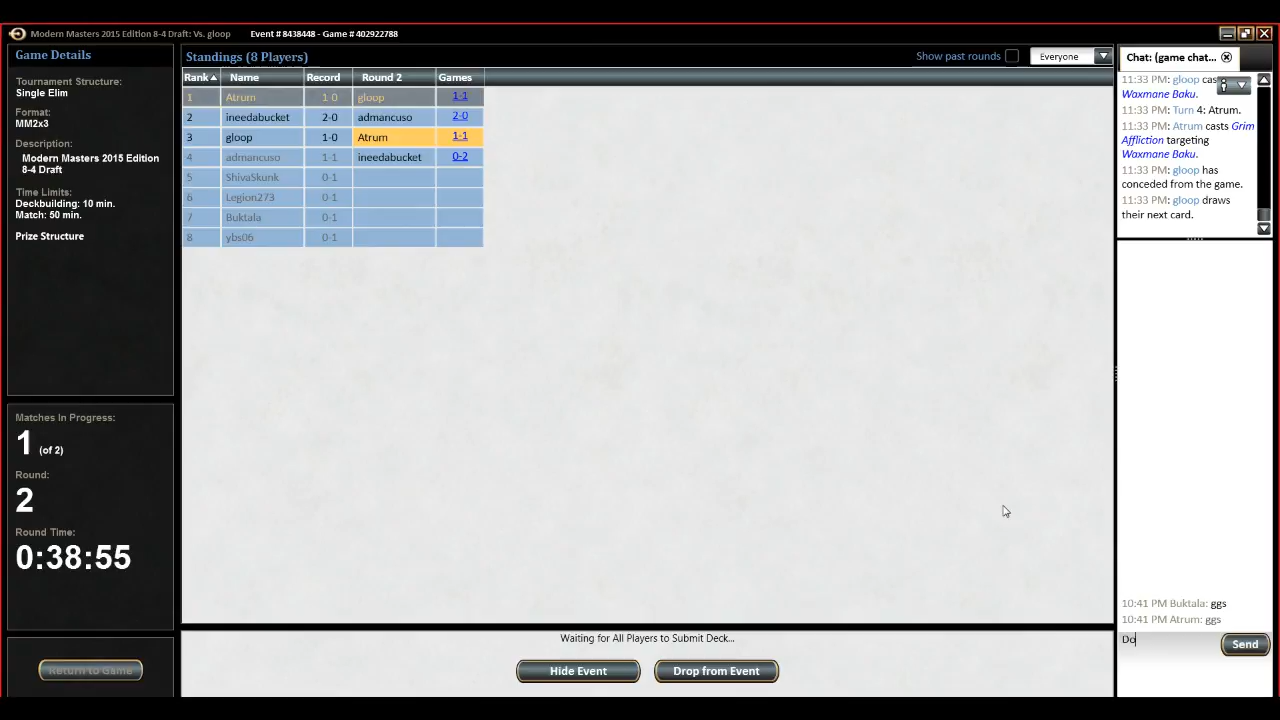 Modern Masters 2015 Edition 8-4 Draft: Vs. gloop Event # 8438448 - Game # 402922788
Game Details
Tournament Structure:
Single Elim
Format:
MM2x3
Description:
Modern Masters 2015 Edition
8-4 Draft
Time Limits:
Deckbuilding: 10 min.
Match: 50 min.
Prize Structure
Matches In Progress:
1 (of 2)
Round:
2
Round Time:
0:38:55
Return to Game
Standings (8 Players)
Show past rounds Everyone
Rank Name Record Round 2 Games
1 Atrum 1-0 gloop 1-1
2 ineedabucket 2-0 admancuso 2-0
3 gloop 1-0 Atrum 1-1
4 admancuso 1-1 ineedabucket 0-2
5 ShivaSkunk 0-1
6 Legion273 0-1
7 Buktala 0-1
8 ybs06 0-1
Waiting for All Players to Submit Deck...
Hide Event Drop from Event
Chat: (game chat...
11:33 PM: gloop cas
Waxmane Baku.
11:33 PM: Turn 4: Atrum.
11:33 PM: Atrum casts Grim
Affliction targeting
Waxmane Baku.
11:33 PM: gloop has
conceded from the game.
11:33 PM: gloop draws
their next card.
10:41 PM Buktala: ggs
10:41 PM Atrum: ggs
Do
Send